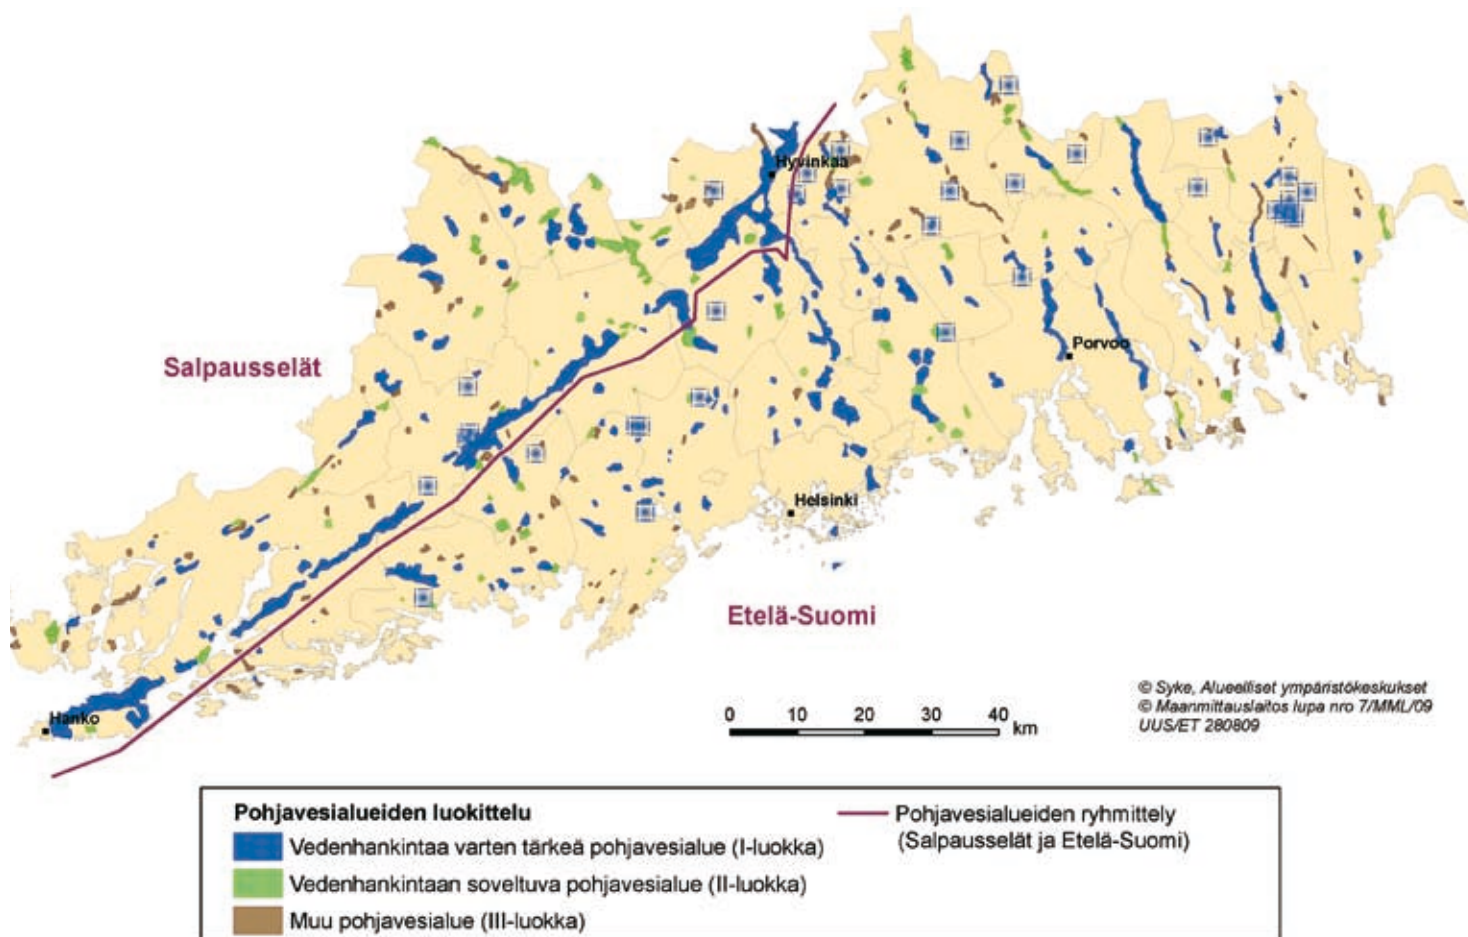 Hyvinkää
Salpausselät
Porvoo
Helsinki
Etelä-Suomi
Hanko
0 10 20 30 40
km
© Syke, Alueelliset ympäristökeskukset
© Maanmittauslaitos lupa nro 7/MML/09
UUS/ET 280809
Pohjavesialueiden luokittelu
Vedenhankintaa varten tärkeä pohjavesialue (I-luokka)
Vedenhankintaan soveltuva pohjavesialue (II-luokka)
Muu pohjavesialue (III-luokka)
Pohjavesialueiden ryhmittely
(Salpausselät ja Etelä-Suomi)